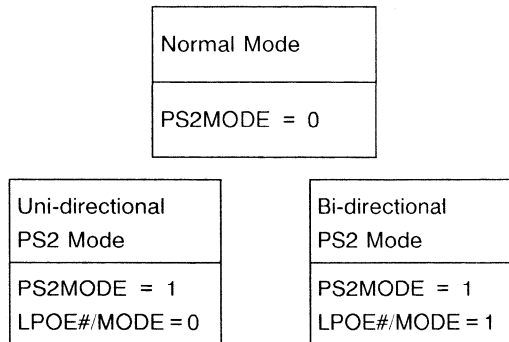 Normal Mode
PS2MODE = 0
Uni-directional
PS2 Mode
PS2MODE = 1
LPOE#/MODE = 0
Bi-directional
PS2 Mode
PS2MODE = 1
LPOE#/MODE = 1